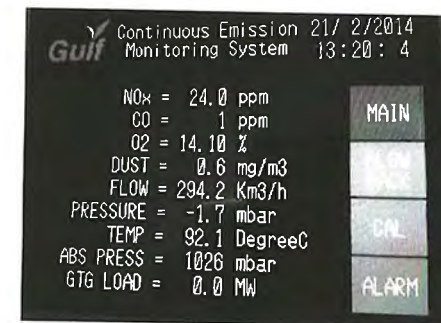 Gulf
Continuous Emission 21/ 2/2014
Monitoring System 13:20: 4
NOx = 24.0 ppm
CO = 1 ppm
O2 = 14.10 %
DUST = 0.6 mg/m3
FLOW = 294.2 Km3/h
PRESSURE = -1.7 mbar
TEMP = 92.1 DegreeC
ABS PRESS = 1026 mbar
GTG LOAD = 0.0 MW
MAIN
CAL
ALARM